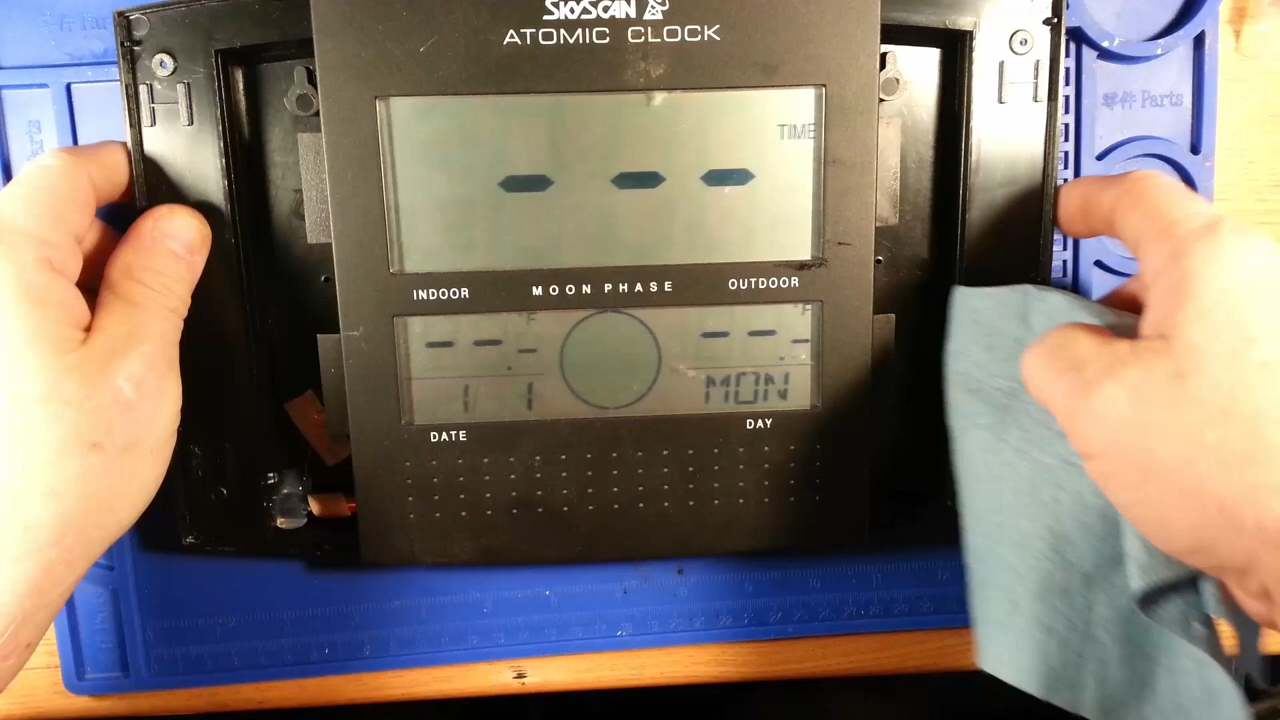 SKYSCAN
ATOMIC CLOCK
TIME
- - -
INDOOR MOON PHASE OUTDOOR
- -.- °F - -.- °F
1 1 MON
DATE DAY
零件 Parts